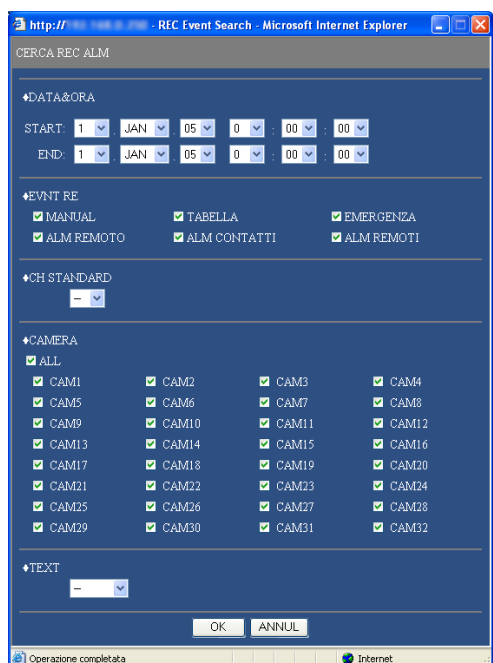 http:// - REC Event Search - Microsoft Internet Explorer
CERCA REC ALM
♦DATA&ORA
START: 1 . JAN . 05 0 : 00 : 00
END: 1 . JAN . 05 0 : 00 : 00
♦EVNT RE
MANUAL TABELLA EMERGENZA
ALM REMOTO ALM CONTATTI ALM REMOTI
♦CH STANDARD
--
♦CAMERA
ALL
CAM1 CAM2 CAM3 CAM4
CAM5 CAM6 CAM7 CAM8
CAM9 CAM10 CAM11 CAM12
CAM13 CAM14 CAM15 CAM16
CAM17 CAM18 CAM19 CAM20
CAM21 CAM22 CAM23 CAM24
CAM25 CAM26 CAM27 CAM28
CAM29 CAM30 CAM31 CAM32
♦TEXT
--
OK ANNUL
Operazione completata Internet